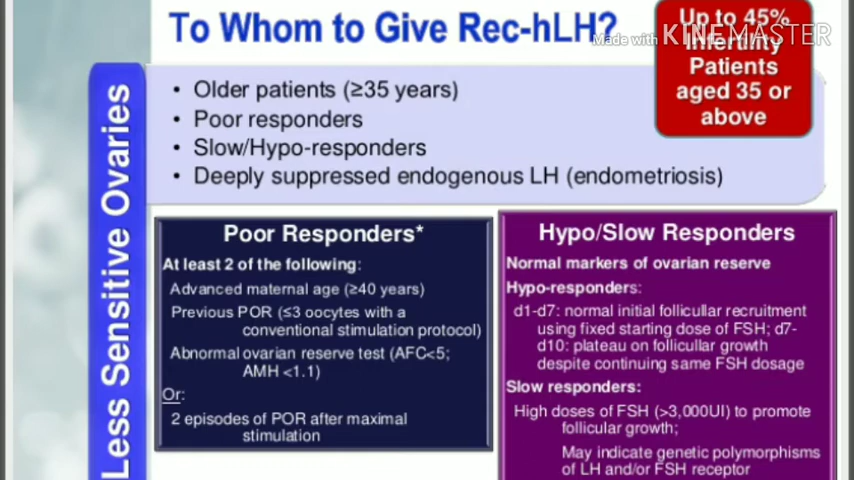 To Whom to Give Rec-hLH?
Made with KINEMASTER
Up to 45%
Infertility
Patients
aged 35 or
above
Less Sensitive Ovaries
• Older patients (≥35 years)
• Poor responders
• Slow/Hypo-responders
• Deeply suppressed endogenous LH (endometriosis)
Poor Responders*
At least 2 of the following:
Advanced maternal age (≥40 years)
Previous POR (≤3 oocytes with a
conventional stimulation protocol)
Abnormal ovarian reserve test (AFC<5;
AMH <1.1)
Or:
2 episodes of POR after maximal
stimulation
Hypo/Slow Responders
Normal markers of ovarian reserve
Hypo-responders:
d1-d7: normal initial follicullar recruitment
using fixed starting dose of FSH; d7-
d10: plateau on follicular growth
despite continuing same FSH dosage
Slow responders:
High doses of FSH (>3,000UI) to promote
follicular growth;
May indicate genetic polymorphisms
of LH and/or FSH receptor